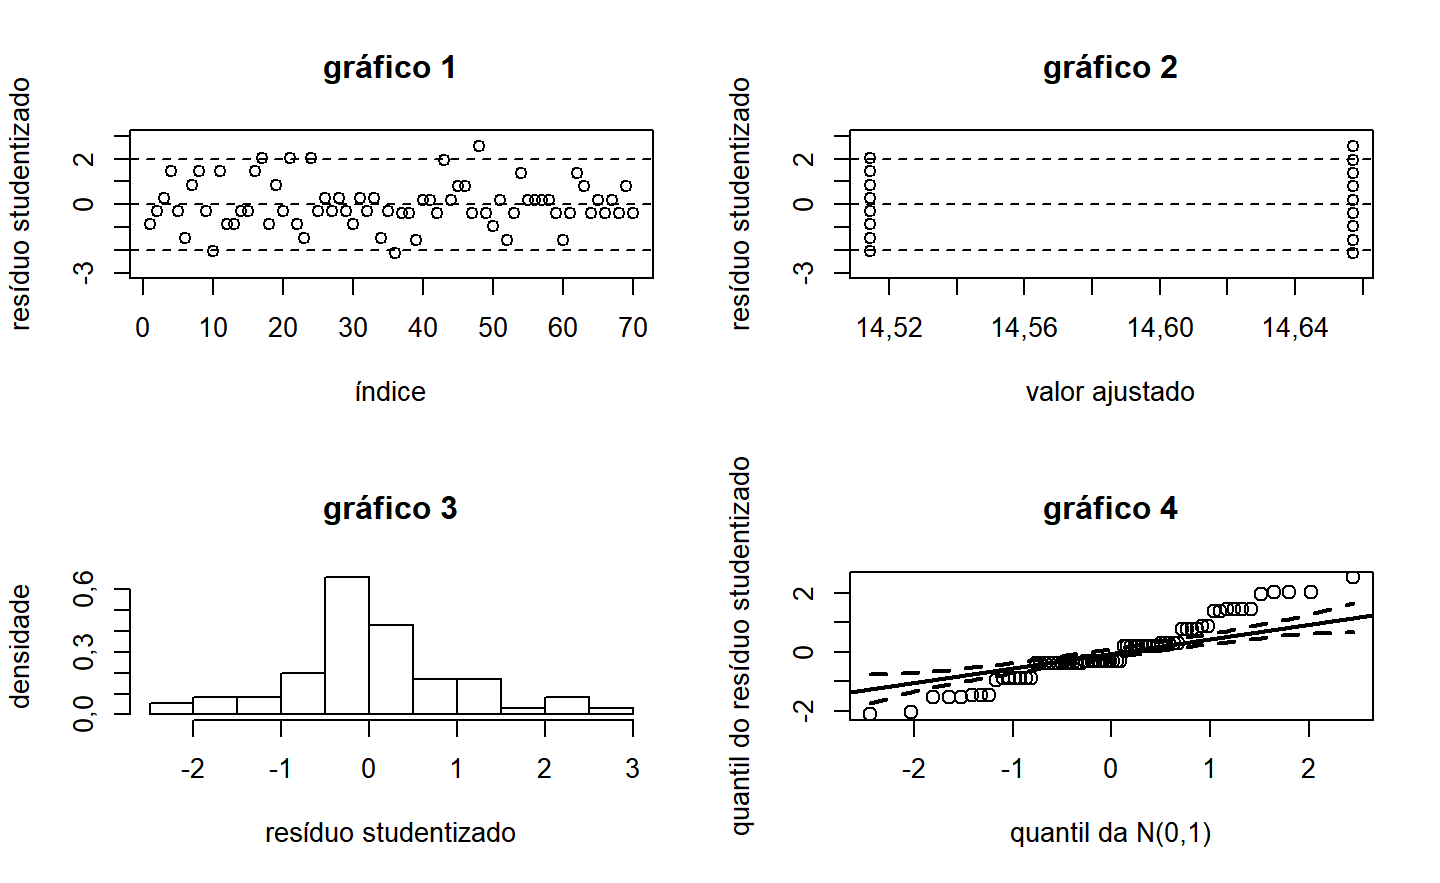 gráfico 1
resíduo studentizado
2
0
-3
0 10 20 30 40 50 60 70
índice
gráfico 2
resíduo studentizado
2
0
-3
14,52 14,56 14,60 14,64
valor ajustado
gráfico 3
densidade
0,6
0,3
0,0
-2 -1 0 1 2 3
resíduo studentizado
gráfico 4
quantil do resíduo studentizado
2
0
-2
-2 -1 0 1 2
quantil da N(0,1)